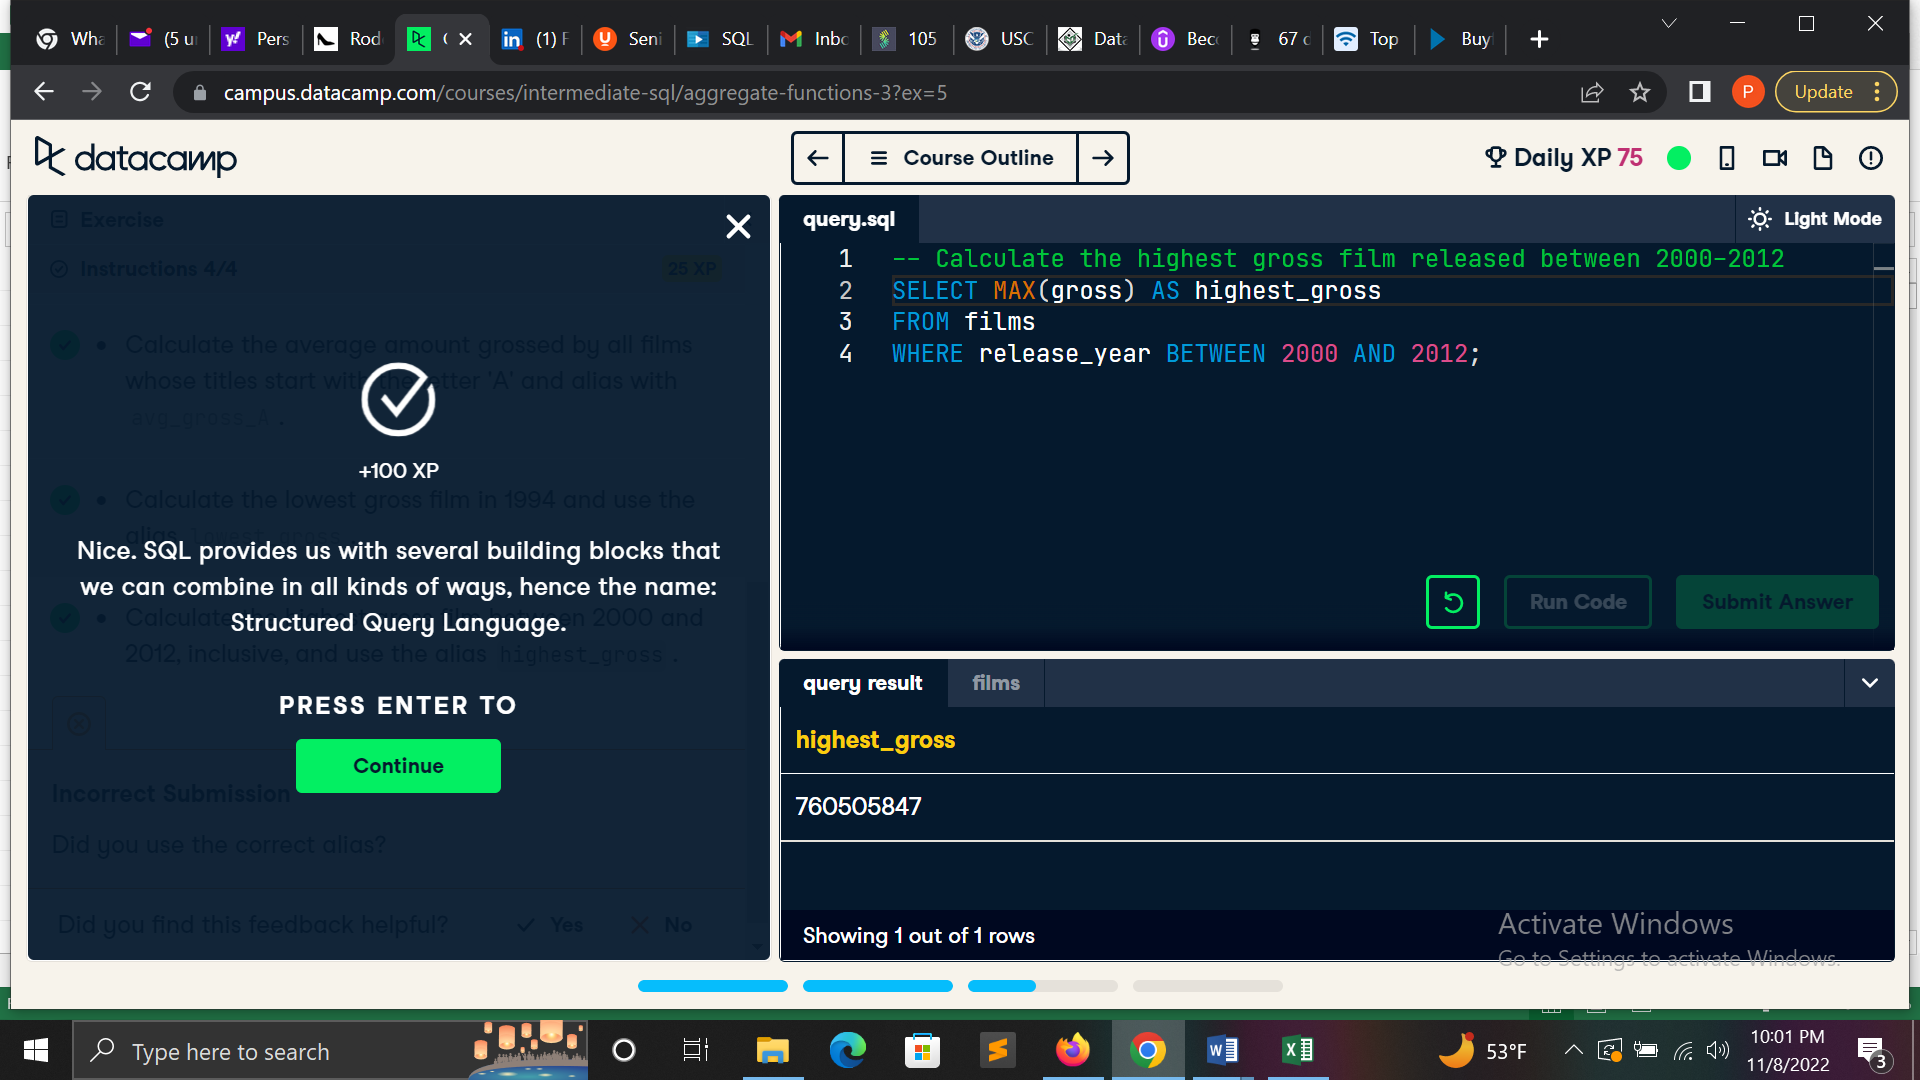 Wha
(5 u
Pers
Rod
(1) F
Seni
SQL
Inbo
105
USC
Data
Bec
67 c
Top
Buy
campus.datacamp.com/courses/intermediate-sql/aggregate-functions-3?ex=5
P
Update
datacamp
Course Outline
Daily XP 75
Exercise
Instructions 4/4
25 XP
Calculate the average amount grossed by all films
whose titles start with the letter 'A' and alias with
avg_gross_A .
+100 XP
Calculate the lowest gross film in 1994 and use the
alias lowest_gross .
Nice. SQL provides us with several building blocks that
we can combine in all kinds of ways, hence the name:
Structured Query Language.
Calculate the highest gross film between 2000 and
2012, inclusive, and use the alias highest_gross .
PRESS ENTER TO
Continue
Incorrect Submission
Did you use the correct alias?
Did you find this feedback helpful?
Yes
No
query.sql
Light Mode
1 -- Calculate the highest gross film released between 2000-2012
2 SELECT MAX(gross) AS highest_gross
3 FROM films
4 WHERE release_year BETWEEN 2000 AND 2012;
Run Code
Submit Answer
query result
films
highest_gross
760505847
Showing 1 out of 1 rows
Activate Windows
Go to Settings to activate Windows.
Type here to search
53°F
10:01 PM
11/8/2022
3